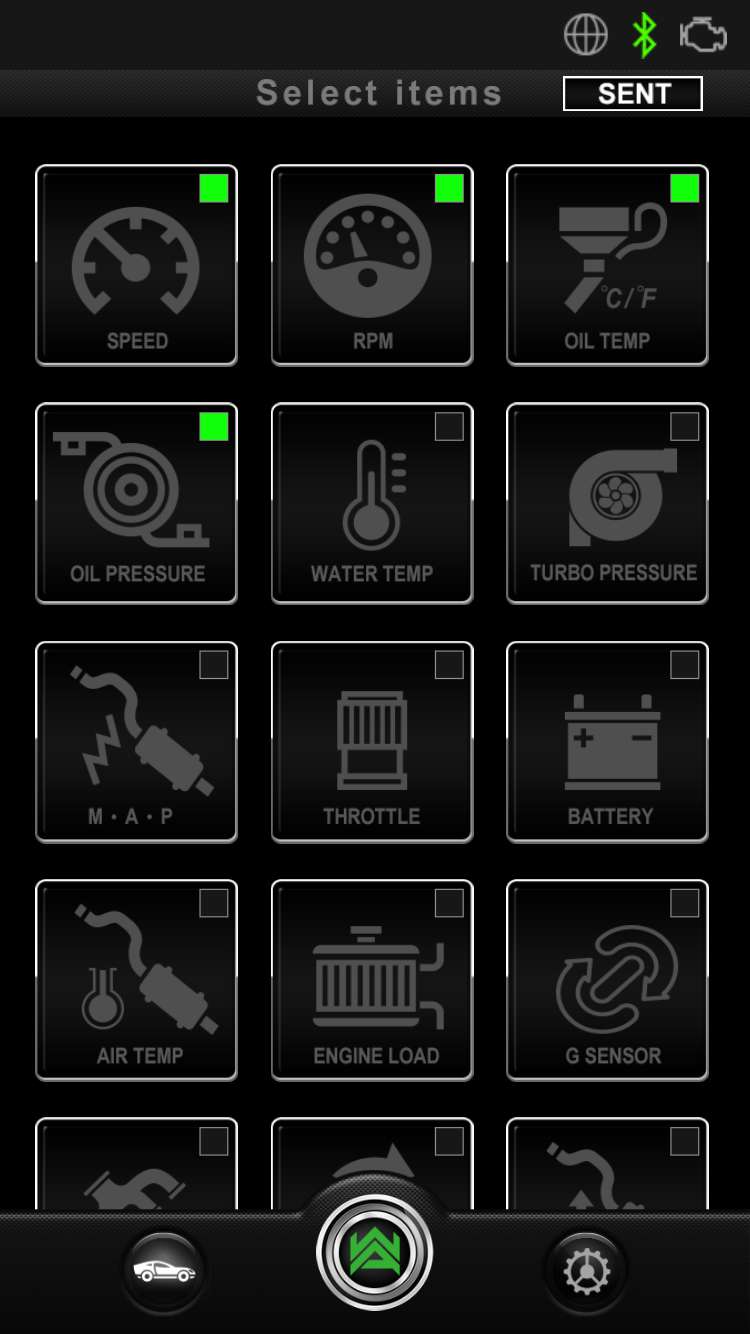 Select items
SENT
SPEED
RPM
°C/°F
OIL TEMP
OIL PRESSURE
WATER TEMP
TURBO PRESSURE
M·A·P
THROTTLE
+ −
BATTERY
AIR TEMP
ENGINE LOAD
G SENSOR